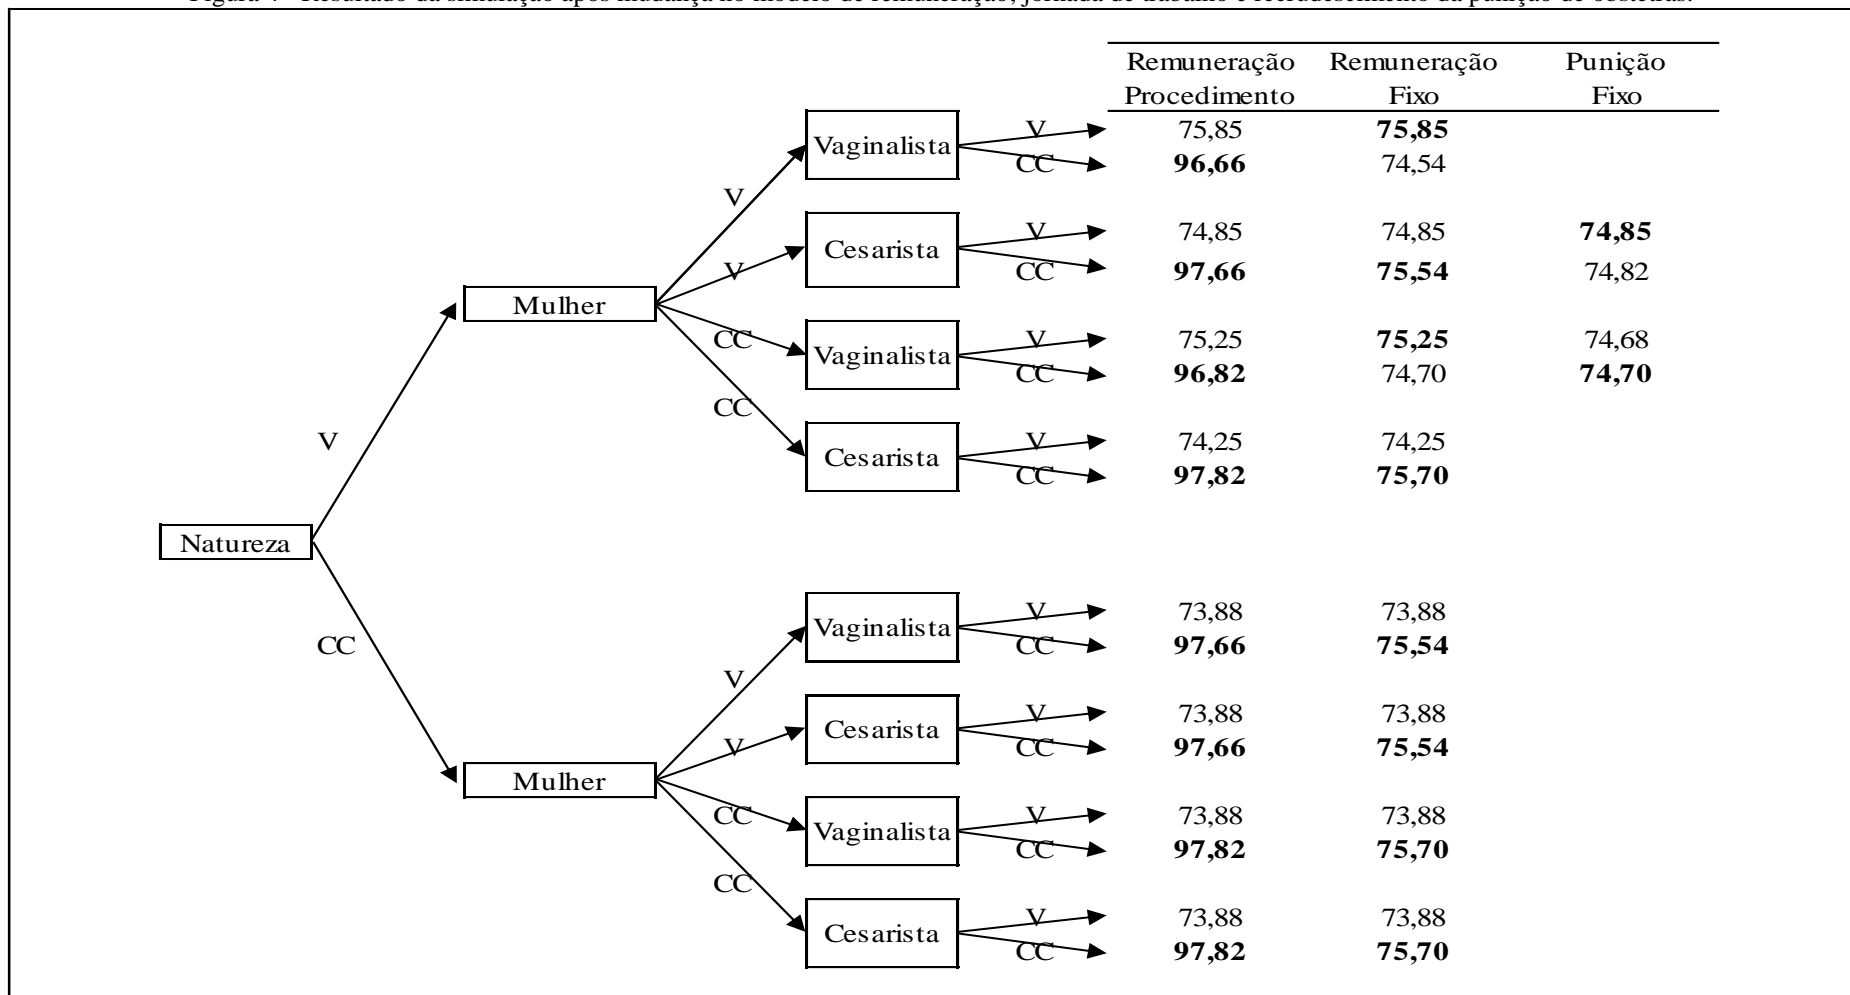 Remuneração Remuneração Punição
Procedimento Fixo Fixo
Vaginalista V 75,85 75,85
CC 96,66 74,54
V
Cesarista V 74,85 74,85 74,85
V CC 97,66 75,54 74,82
Mulher
CC Vaginalista V 75,25 75,25 74,68
CC 96,82 74,70 74,70
CC
V Cesarista V 74,25 74,25
CC 97,82 75,70
Natureza
Vaginalista V 73,88 73,88
CC CC 97,66 75,54
V
Cesarista V 73,88 73,88
V CC 97,66 75,54
Mulher
CC Vaginalista V 73,88 73,88
CC 97,82 75,70
CC
Cesarista V 73,88 73,88
CC 97,82 75,70